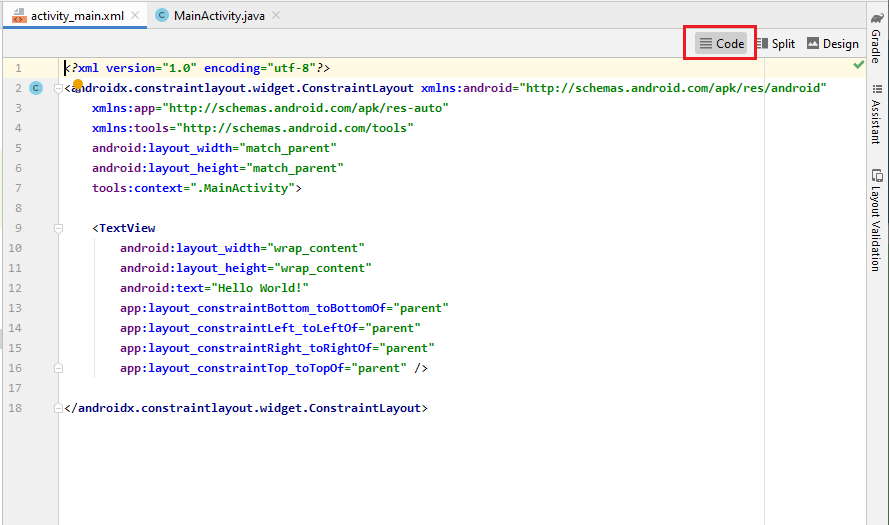 activity_main.xml
MainActivity.java
Code
Split
Design
1 <?xml version="1.0" encoding="utf-8"?>
2 C <androidx.constraintlayout.widget.ConstraintLayout xmlns:android="http://schemas.android.com/apk/res/android"
3 xmlns:app="http://schemas.android.com/apk/res-auto"
4 xmlns:tools="http://schemas.android.com/tools"
5 android:layout_width="match_parent"
6 android:layout_height="match_parent"
7 tools:context=".MainActivity">
8
9 <TextView
10 android:layout_width="wrap_content"
11 android:layout_height="wrap_content"
12 android:text="Hello World!"
13 app:layout_constraintBottom_toBottomOf="parent"
14 app:layout_constraintLeft_toLeftOf="parent"
15 app:layout_constraintRight_toRightOf="parent"
16 app:layout_constraintTop_toTopOf="parent" />
17
18 </androidx.constraintlayout.widget.ConstraintLayout>
Gradle
Assistant
Layout Validation